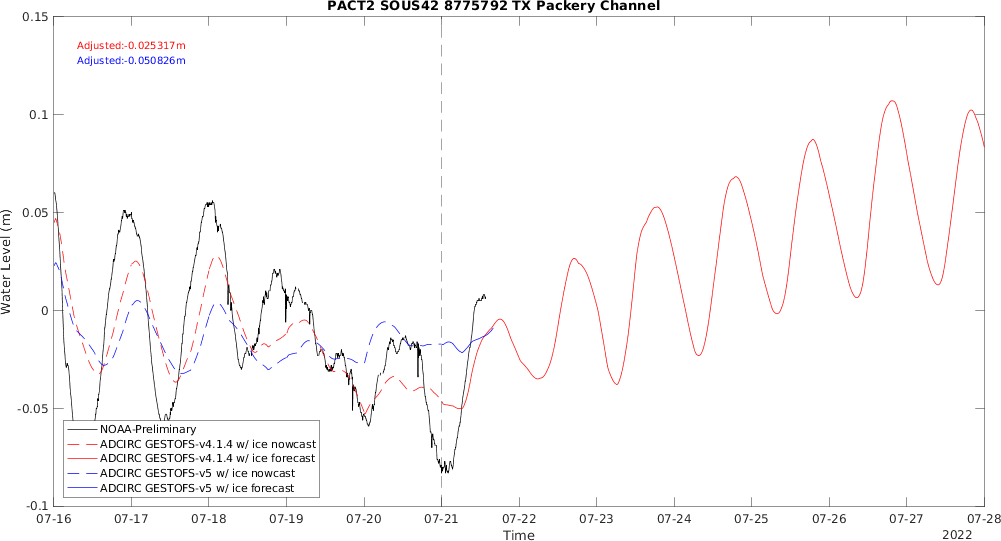 PACT2 SOUS42 8775792 TX Packery Channel
0.15
Adjusted:-0.025317m
Adjusted:-0.050826m
0.1
0.05
0
-0.05
-0.1
Water Level (m)
NOAA-Preliminary
ADCIRC GESTOFS-v4.1.4 w/ ice nowcast
ADCIRC GESTOFS-v4.1.4 w/ ice forecast
ADCIRC GESTOFS-v5 w/ ice nowcast
ADCIRC GESTOFS-v5 w/ ice forecast
07-16 07-17 07-18 07-19 07-20 07-21 07-22 07-23 07-24 07-25 07-26 07-27 07-28
Time
2022